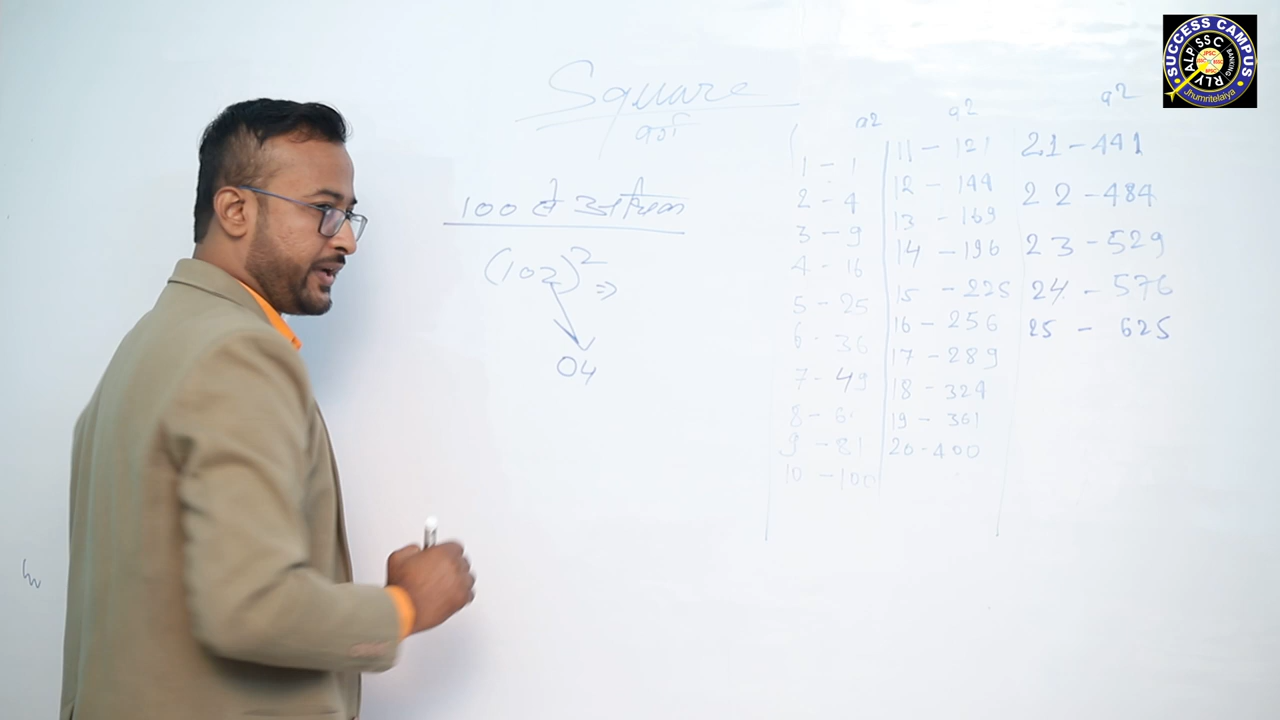 Square
वर्ग
100 से अधिक
(102)² ⇒
04
a2
1 - 1
2 - 4
3 - 9
4 - 16
5 - 25
6 - 36
7 - 49
8 - 6
9 - 81
10 - 100
a2
11 - 121
12 - 144
13 - 169
14 - 196
15 - 225
16 - 256
17 - 289
18 - 324
19 - 361
20 - 400
a2
21 - 441
22 - 484
23 - 529
24 - 576
25 - 625
SUCCESS CAMPUS
RLY ALP SSC BANKING
JPSC
BPSC
Jhumritelaiya